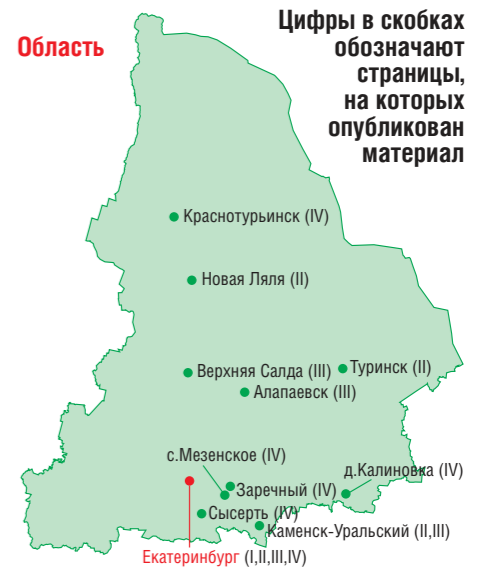 Область
Цифры в скобках
обозначают
страницы,
на которых
опубликован
материал
Краснотурьинск (IV)
Новая Ляля (II)
Верхняя Салда (III)
Туринск (II)
Алапаевск (III)
с.Мезенское (IV)
д.Калиновка (IV)
Заречный (IV)
Сысерть (IV)
Каменск-Уральский (II,III)
Екатеринбург (I,II,III,IV)